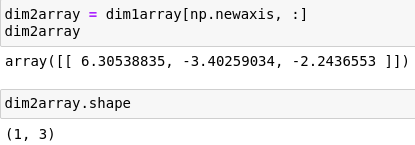 dim2array = dim1array[np.newaxis, :]
dim2array
array([[ 6.30538835, -3.40259034, -2.2436553 ]])
dim2array.shape
(1, 3)